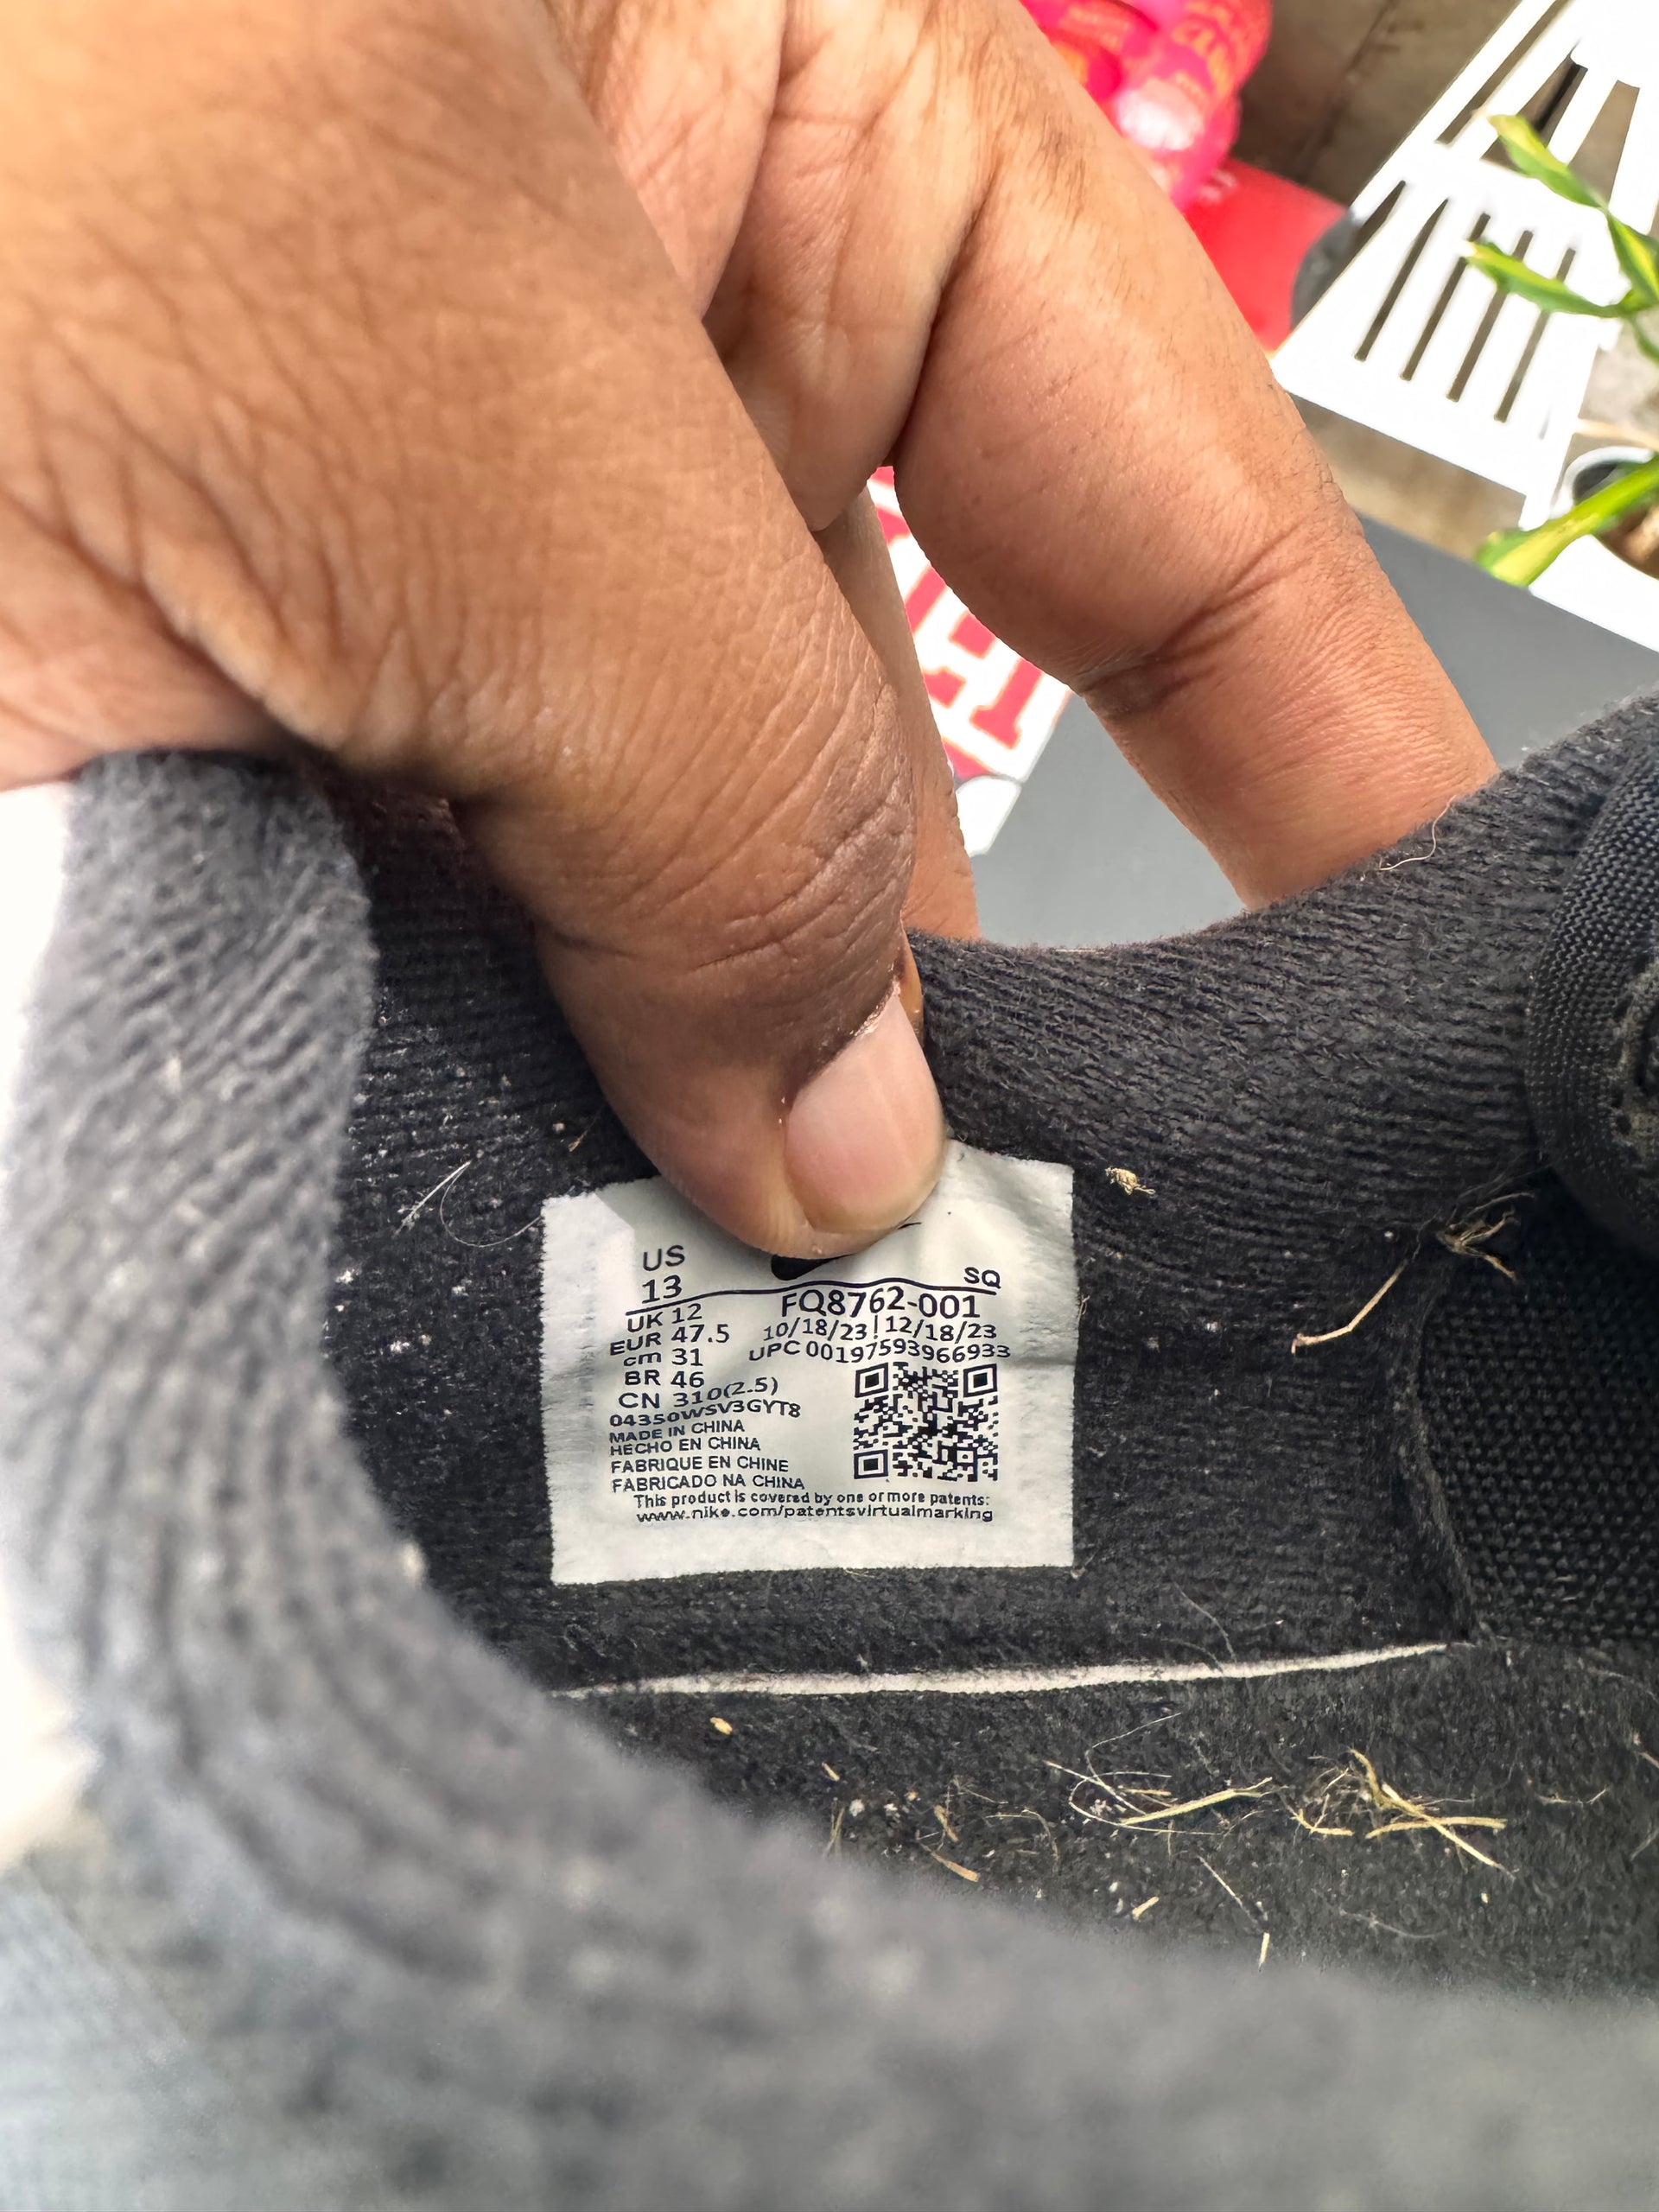 US
13
SQ
UK 12
EUR 47.5
cm 31
BR 46
CN 310(2.5)
FQ8762-001
10/18/23|12/18/23
UPC 00197593966933
04350WSV3GYT8
MADE IN CHINA
HECHO EN CHINA
FABRIQUE EN CHINE
FABRICADO NA CHINA
This product is covered by one or more patents:
www.nike.com/patentsvirtualmarking